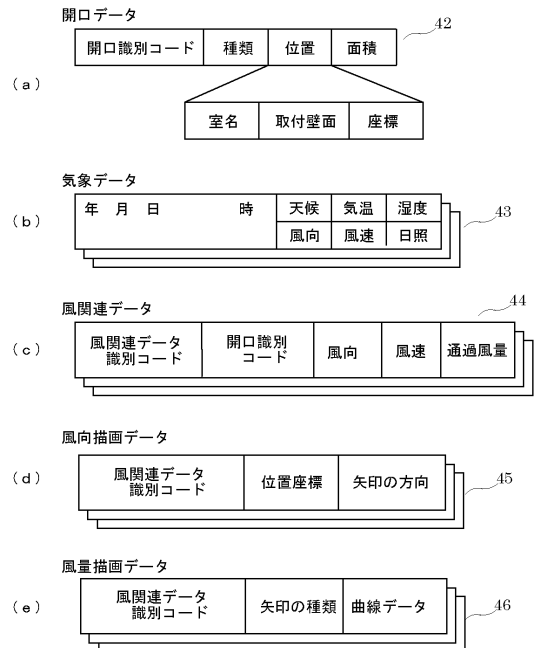 開口データ
42
開口識別コード 種類 位置 面積
(a)
室名 取付壁面 座標
気象データ
(b)
年 月 日 時 天候 気温 湿度
43
風向 風速 日照
風関連データ
44
(c)
風関連データ 開口識別
識別コード コード 風向 風速 通過風量
風向描画データ
(d)
風関連データ
識別コード 位置座標 矢印の方向
45
風量描画データ
(e)
風関連データ
識別コード 矢印の種類 曲線データ
46